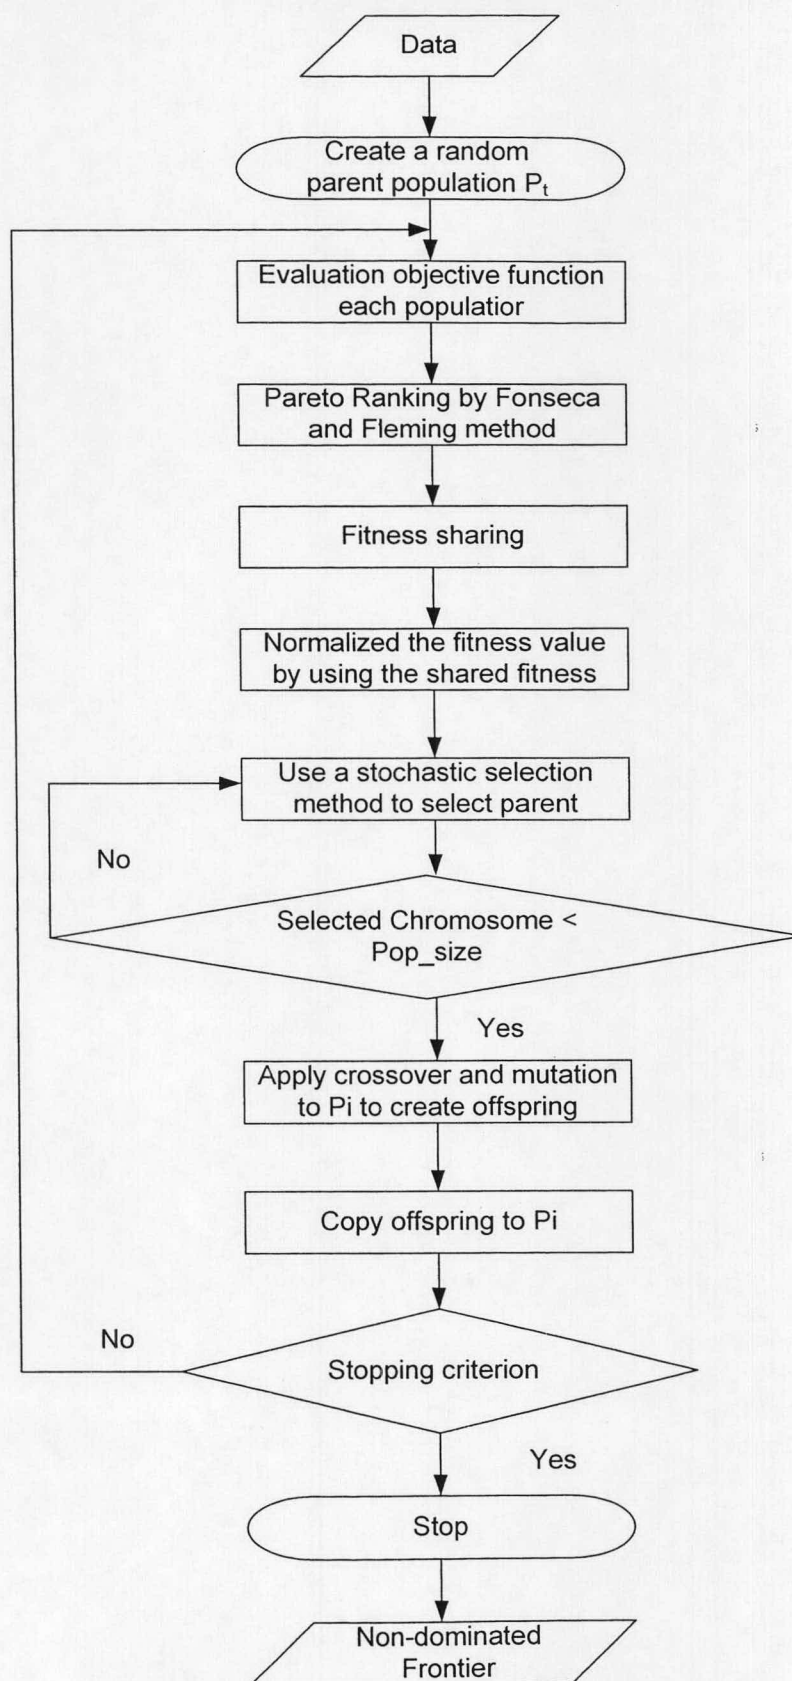 Data
Create a random
parent population Pₜ
Evaluation objective function
each populatior
Pareto Ranking by Fonseca
and Fleming method
Fitness sharing
Normalized the fitness value
by using the shared fitness
Use a stochastic selection
method to select parent
No
Selected Chromosome <
Pop_size
Yes
Apply crossover and mutation
to Pi to create offspring
Copy offspring to Pi
No
Stopping criterion
Yes
Stop
Non-dominated
Frontier